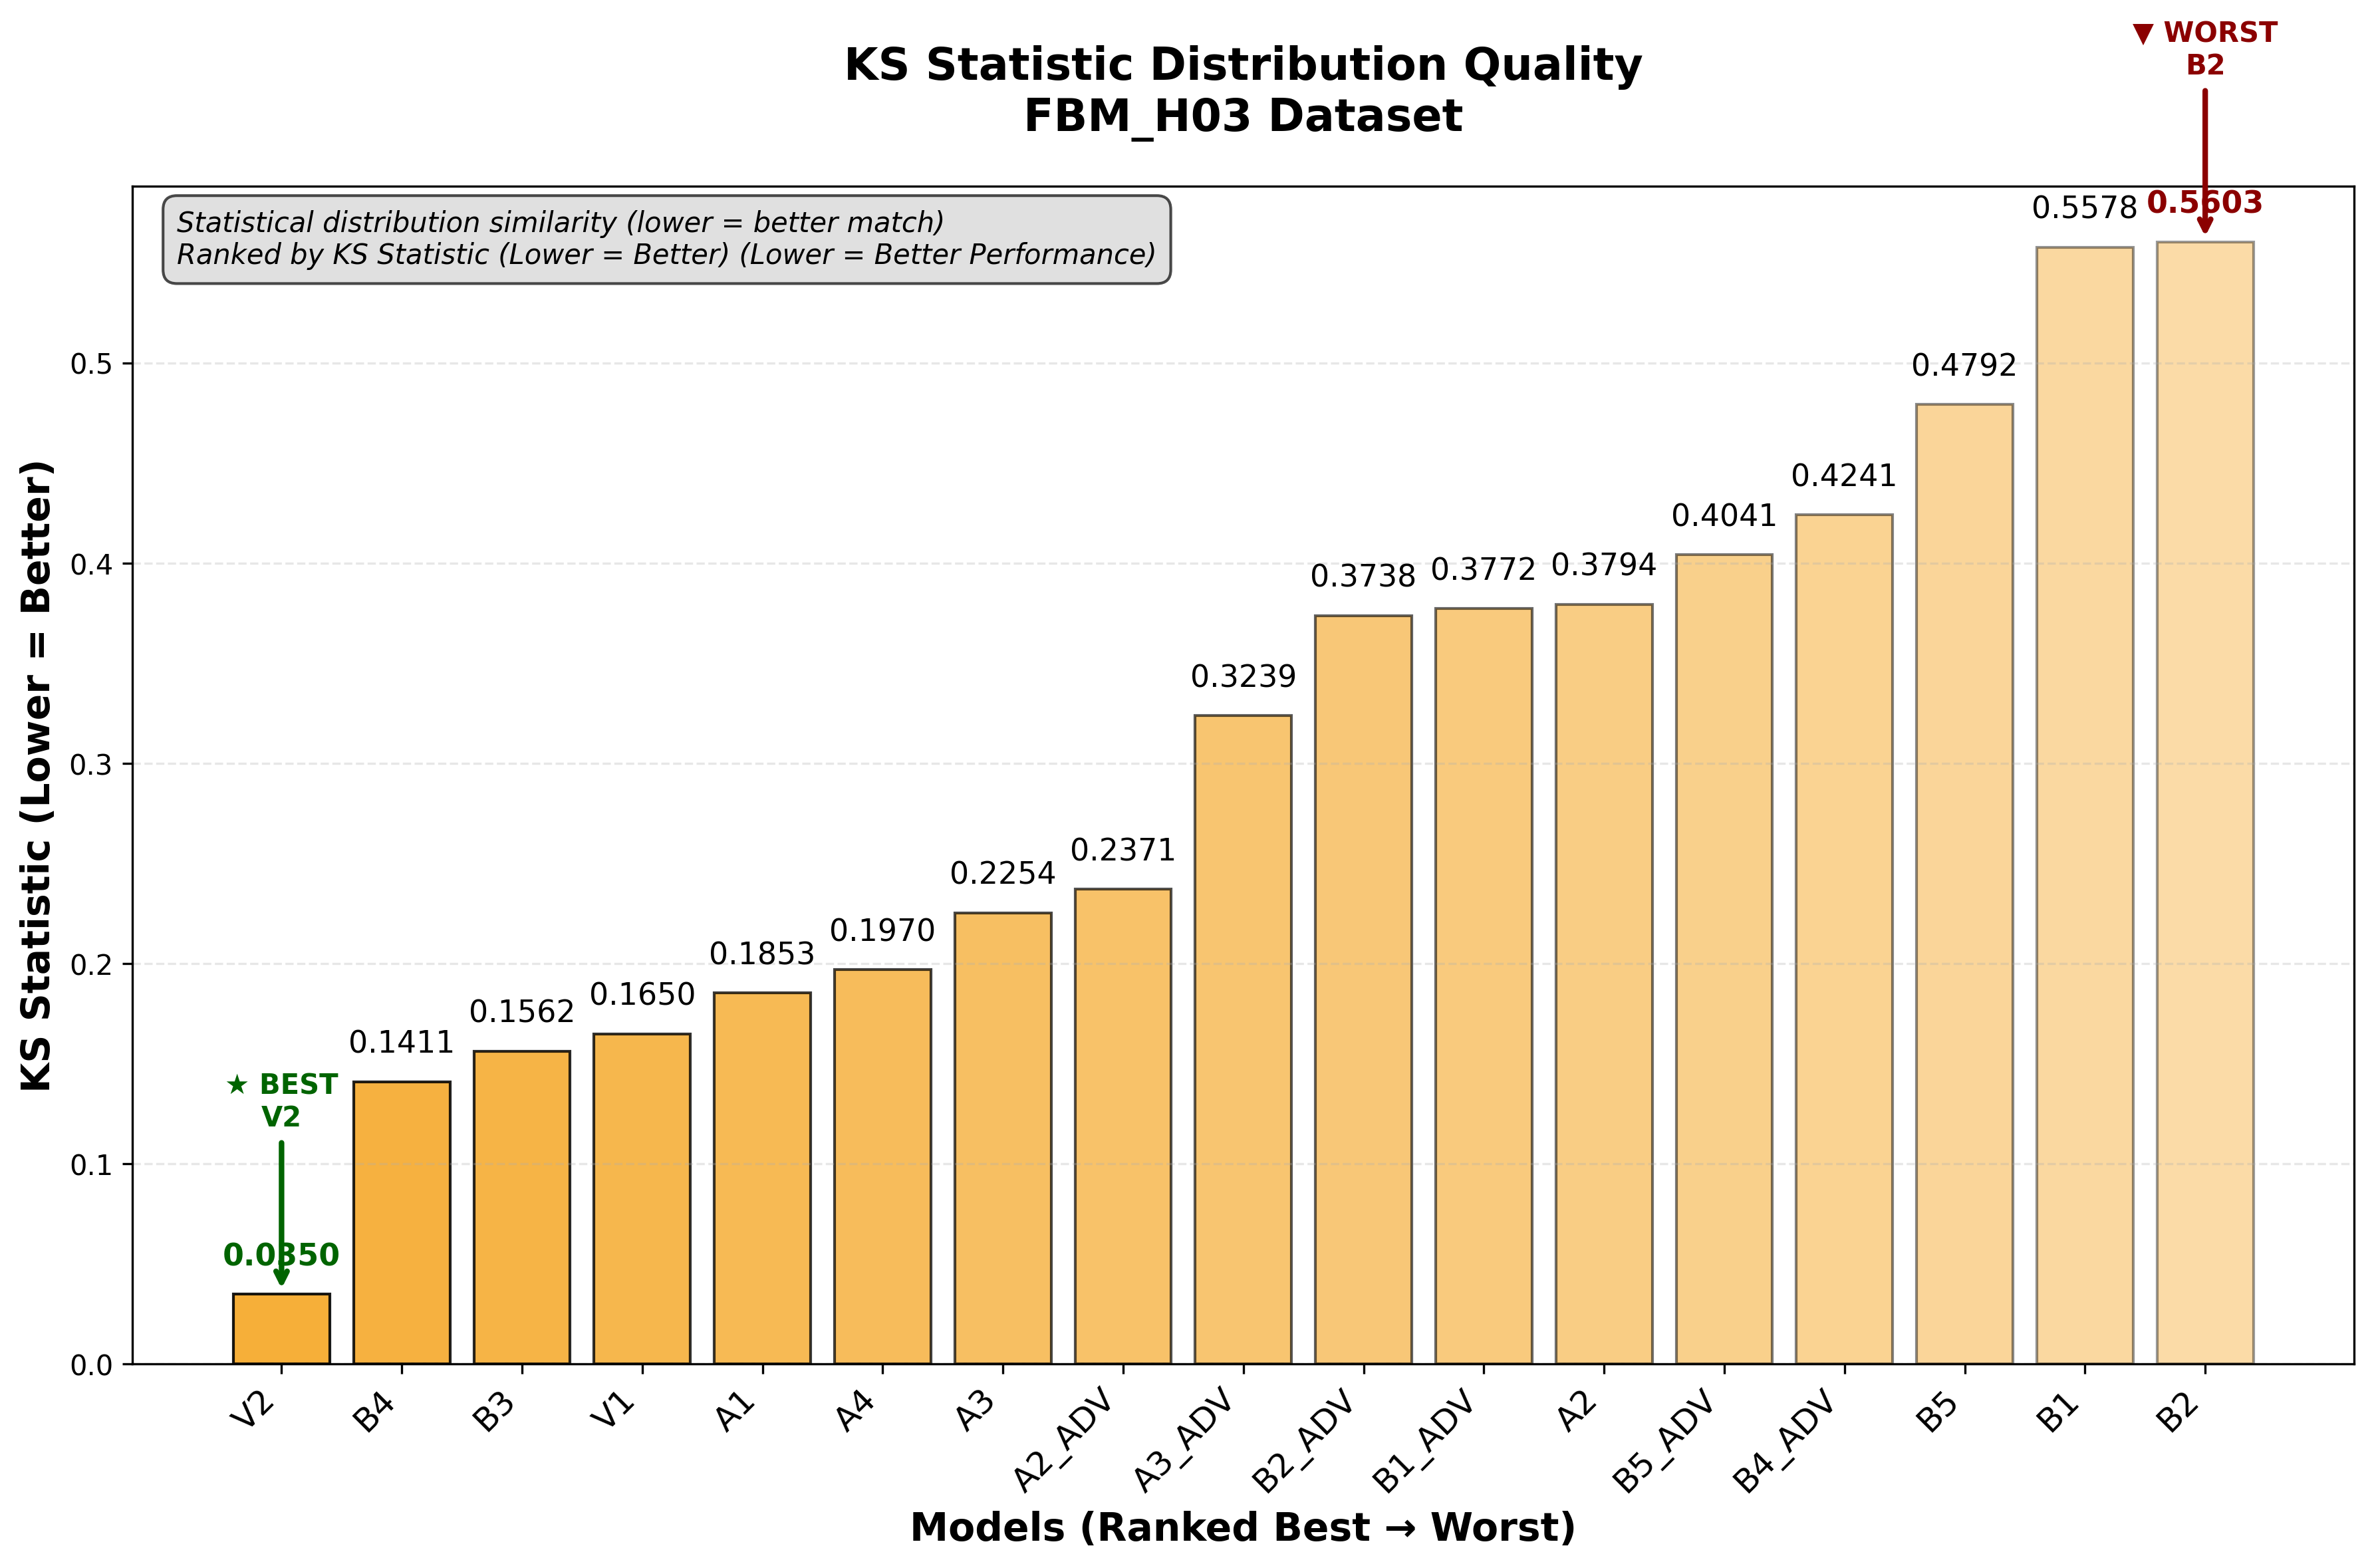 ▼ WORST
B2
KS Statistic Distribution Quality
FBM_H03 Dataset
Statistical distribution similarity (lower = better match)
Ranked by KS Statistic (Lower = Better) (Lower = Better Performance)
KS Statistic (Lower = Better)
0.5
0.4
0.3
0.2
0.1
0.0
★ BEST
V2
0.0350
0.1411
0.1562
0.1650
0.1853
0.1970
0.2254
0.2371
0.3239
0.3738
0.3772
0.3794
0.4041
0.4241
0.4792
0.5578
0.5603
V2
B4
B3
V1
A1
A4
A3
A2_ADV
A3_ADV
B2_ADV
B1_ADV
A2
B5_ADV
B4_ADV
B5
B1
B2
Models (Ranked Best → Worst)